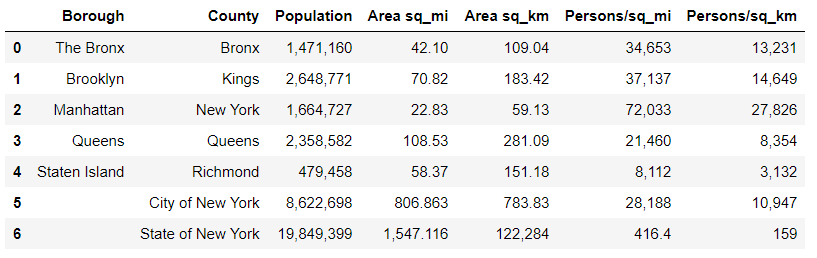 Borough County Population Area sq_mi Area sq_km Persons/sq_mi Persons/sq_km
0 The Bronx Bronx 1,471,160 42.10 109.04 34,653 13,231
1 Brooklyn Kings 2,648,771 70.82 183.42 37,137 14,649
2 Manhattan New York 1,664,727 22.83 59.13 72,033 27,826
3 Queens Queens 2,358,582 108.53 281.09 21,460 8,354
4 Staten Island Richmond 479,458 58.37 151.18 8,112 3,132
5 City of New York 8,622,698 806.863 783.83 28,188 10,947
6 State of New York 19,849,399 1,547.116 122,284 416.4 159